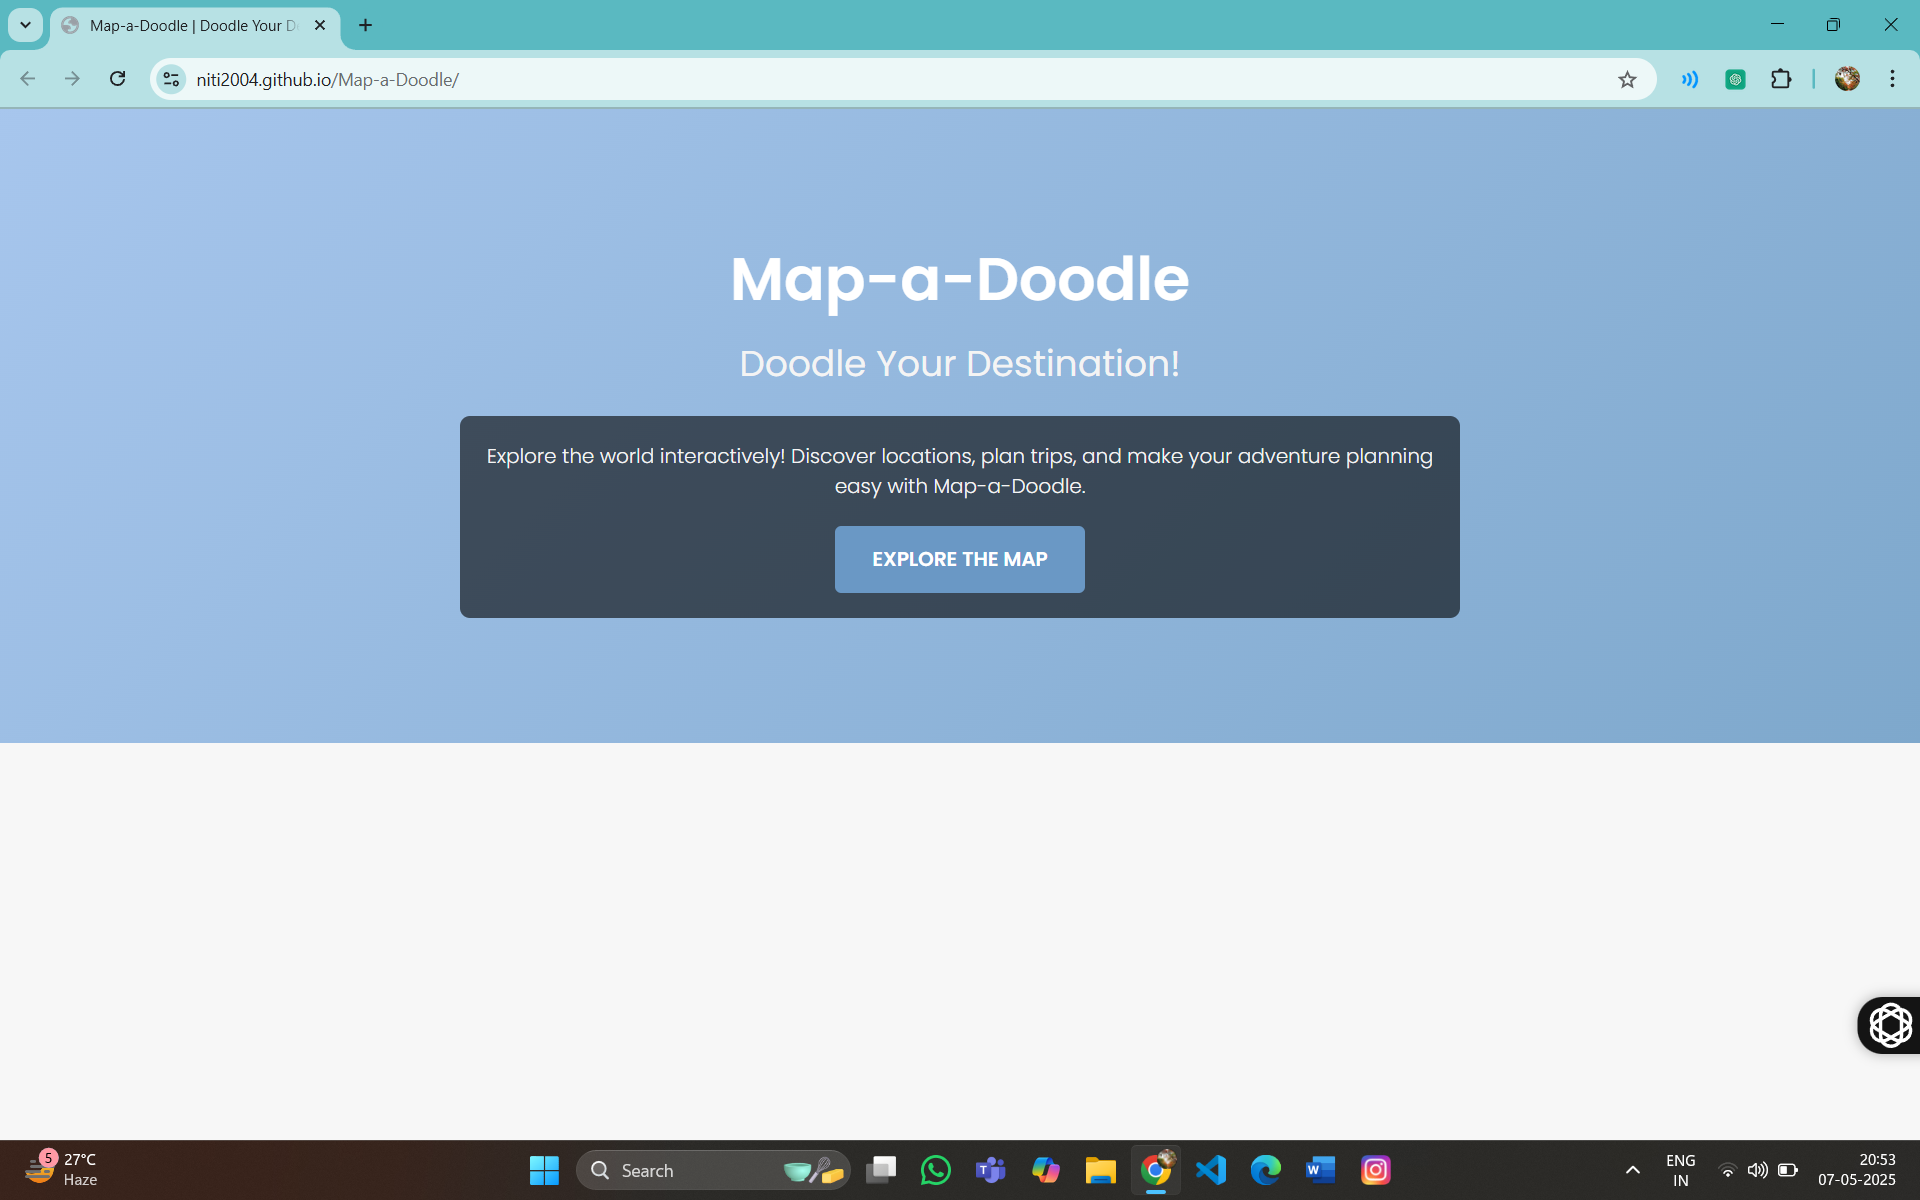 Map-a-Doodle | Doodle Your D
niti2004.github.io/Map-a-Doodle/
Map-a-Doodle
Doodle Your Destination!
Explore the world interactively! Discover locations, plan trips, and make your adventure planning
easy with Map-a-Doodle.
EXPLORE THE MAP
5
27°C
Haze
Search
T
W
ENG
IN
20:53
07-05-2025